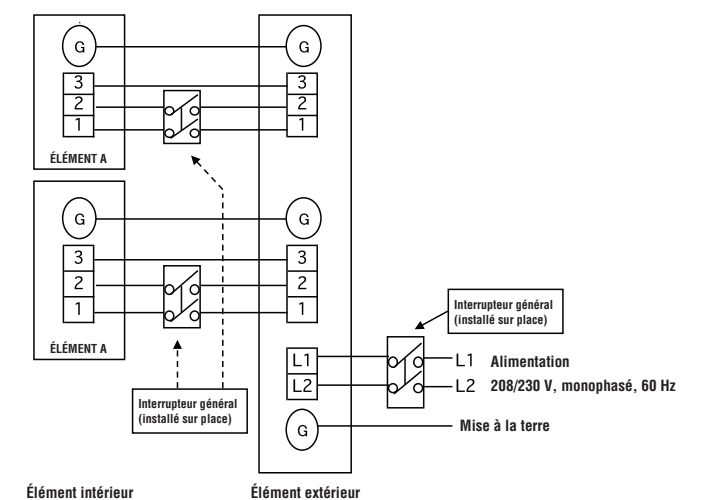 G G
3 3
2 2
1 1
ÉLÉMENT A
G G
3 3
2 2
1 1
ÉLÉMENT A
Interrupteur général
(installé sur place)
L1 L1 Alimentation
L2 L2 208/230 V, monophasé, 60 Hz
G Mise à la terre
Interrupteur général
(installé sur place)
Élément intérieur Élément extérieur